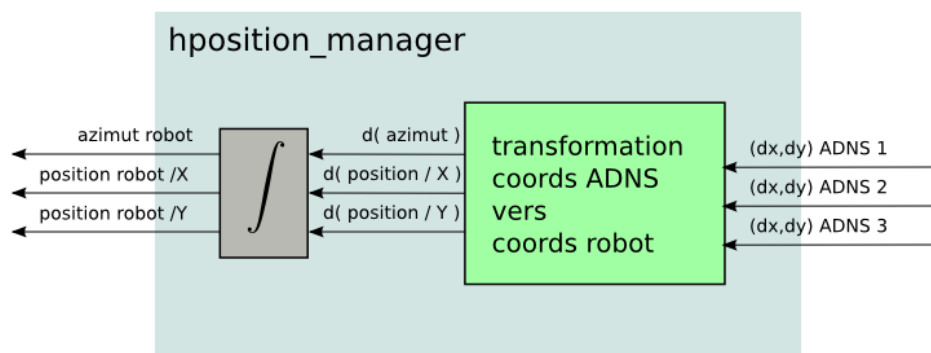 hposition_manager
azimut robot
position robot /X
position robot /Y
∫
d( azimut )
d( position / X )
d( position / Y )
transformation
coords ADNS
vers
coords robot
(dx,dy) ADNS 1
(dx,dy) ADNS 2
(dx,dy) ADNS 3